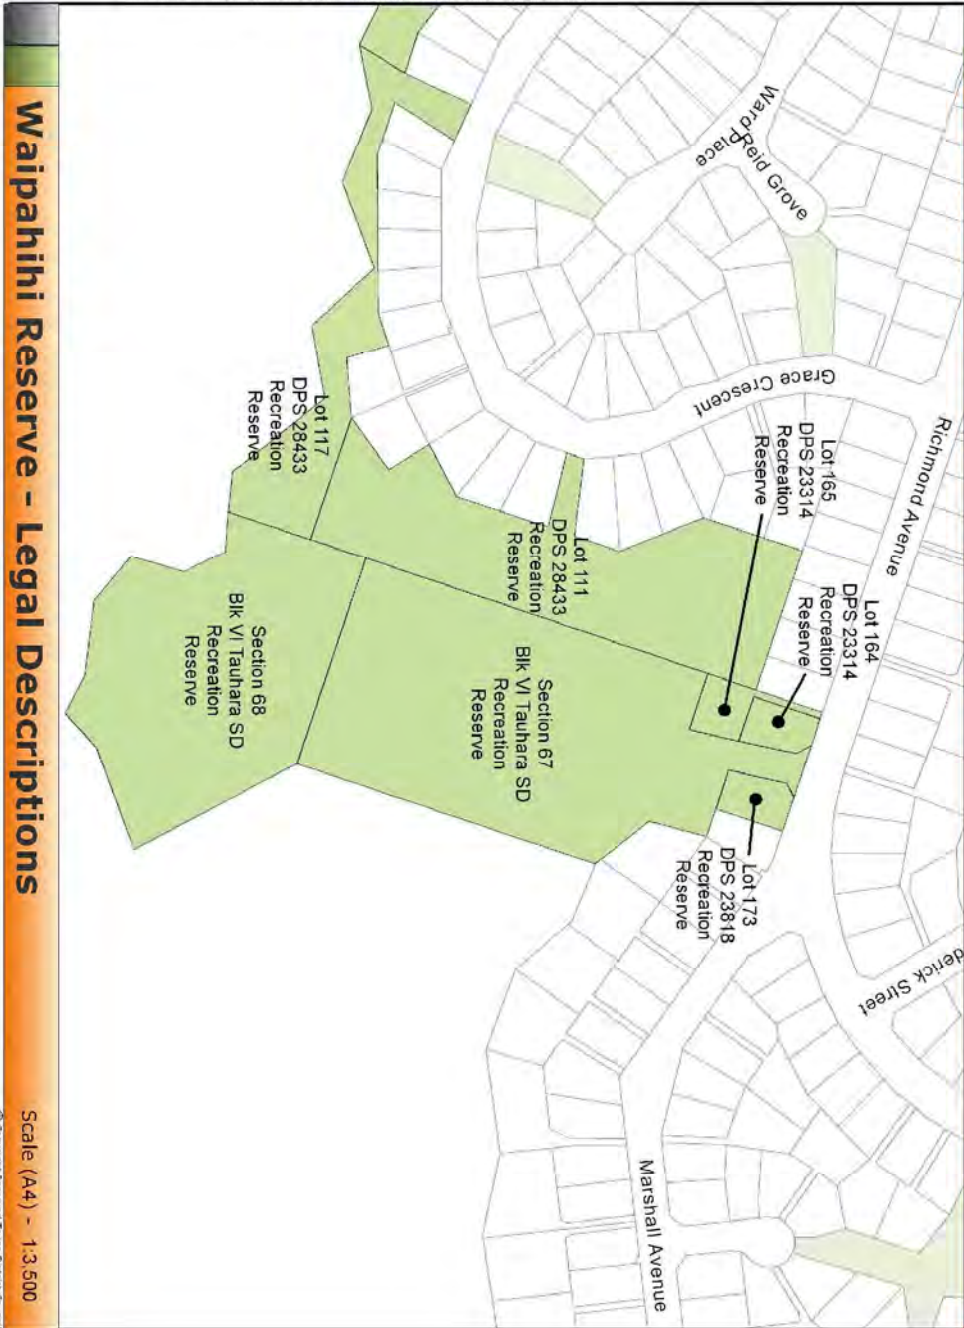 Waipahihi Reserve - Legal Descriptions
Scale (A4) - 1:3,500
Ward Place
Reid Grove
Grace Crescent
Richmond Avenue
Lot 165
DPS 23314
Recreation
Reserve
Lot 164
DPS 23314
Recreation
Reserve
Lot 117
DPS 28433
Recreation
Reserve
Lot 111
DPS 28433
Recreation
Reserve
Section 67
Blk VI Tauhara SD
Recreation
Reserve
Section 68
Blk VI Tauhara SD
Recreation
Reserve
Lot 173
DPS 23818
Recreation
Reserve
derick Street
Marshall Avenue